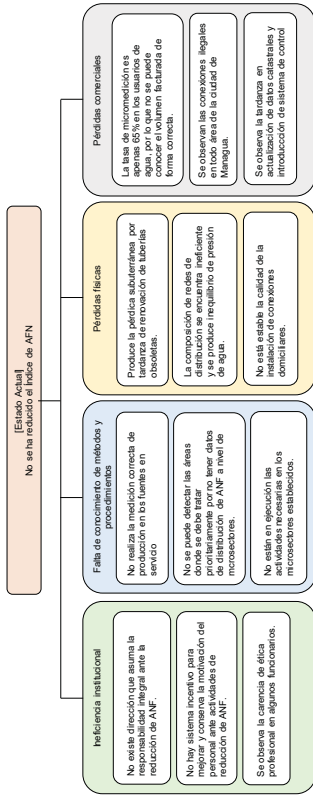 [Estado Actual]
No se ha reducido el Índice de AFN
Ineficiencia institucional
No existe dirección que asuma la
responsabilidad integral ante la
reducción de ANF.
No hay sistema incentivo para
mejorar y conserva la motivación del
personal ante actividades de
reducción de ANF.
Se observa la carencia de ética
profesional en algunos funcionarios.
Falta de conocimiento de métodos y
procedimientos
No realiza la medición correcta de
producción en los fuentes en
servicio
No se puede detectar las áreas
donde se debe tratar
prioritariamente por no tener datos
de distribución de ANF a nivel de
microsectores.
No están en ejecución las
actividades necesarias en los
microsectores establecidos.
Pérdidas físicas
Produce la pérdica subuterránea por
tardanza de renovación de tuberías
obsoletas.
La composición de redes de
distribución se encuentra ineficiente
y se produce inequilibrio de presión
de agua.
No está estable la calidad de la
instalación de conexiones
domiciliares.
Pérdidas comerciales
La tasa de micromedición es
apenas 65% en los usuarios de
agua, por lo que no se puede
conocer el volumen facturada de
forma correcta.
Se observan las conexiones ilegales
en todo área de la ciudad de
Managua.
Se observa la tardanza en
actualización de datos catastrales y
introduccción de sistema de control